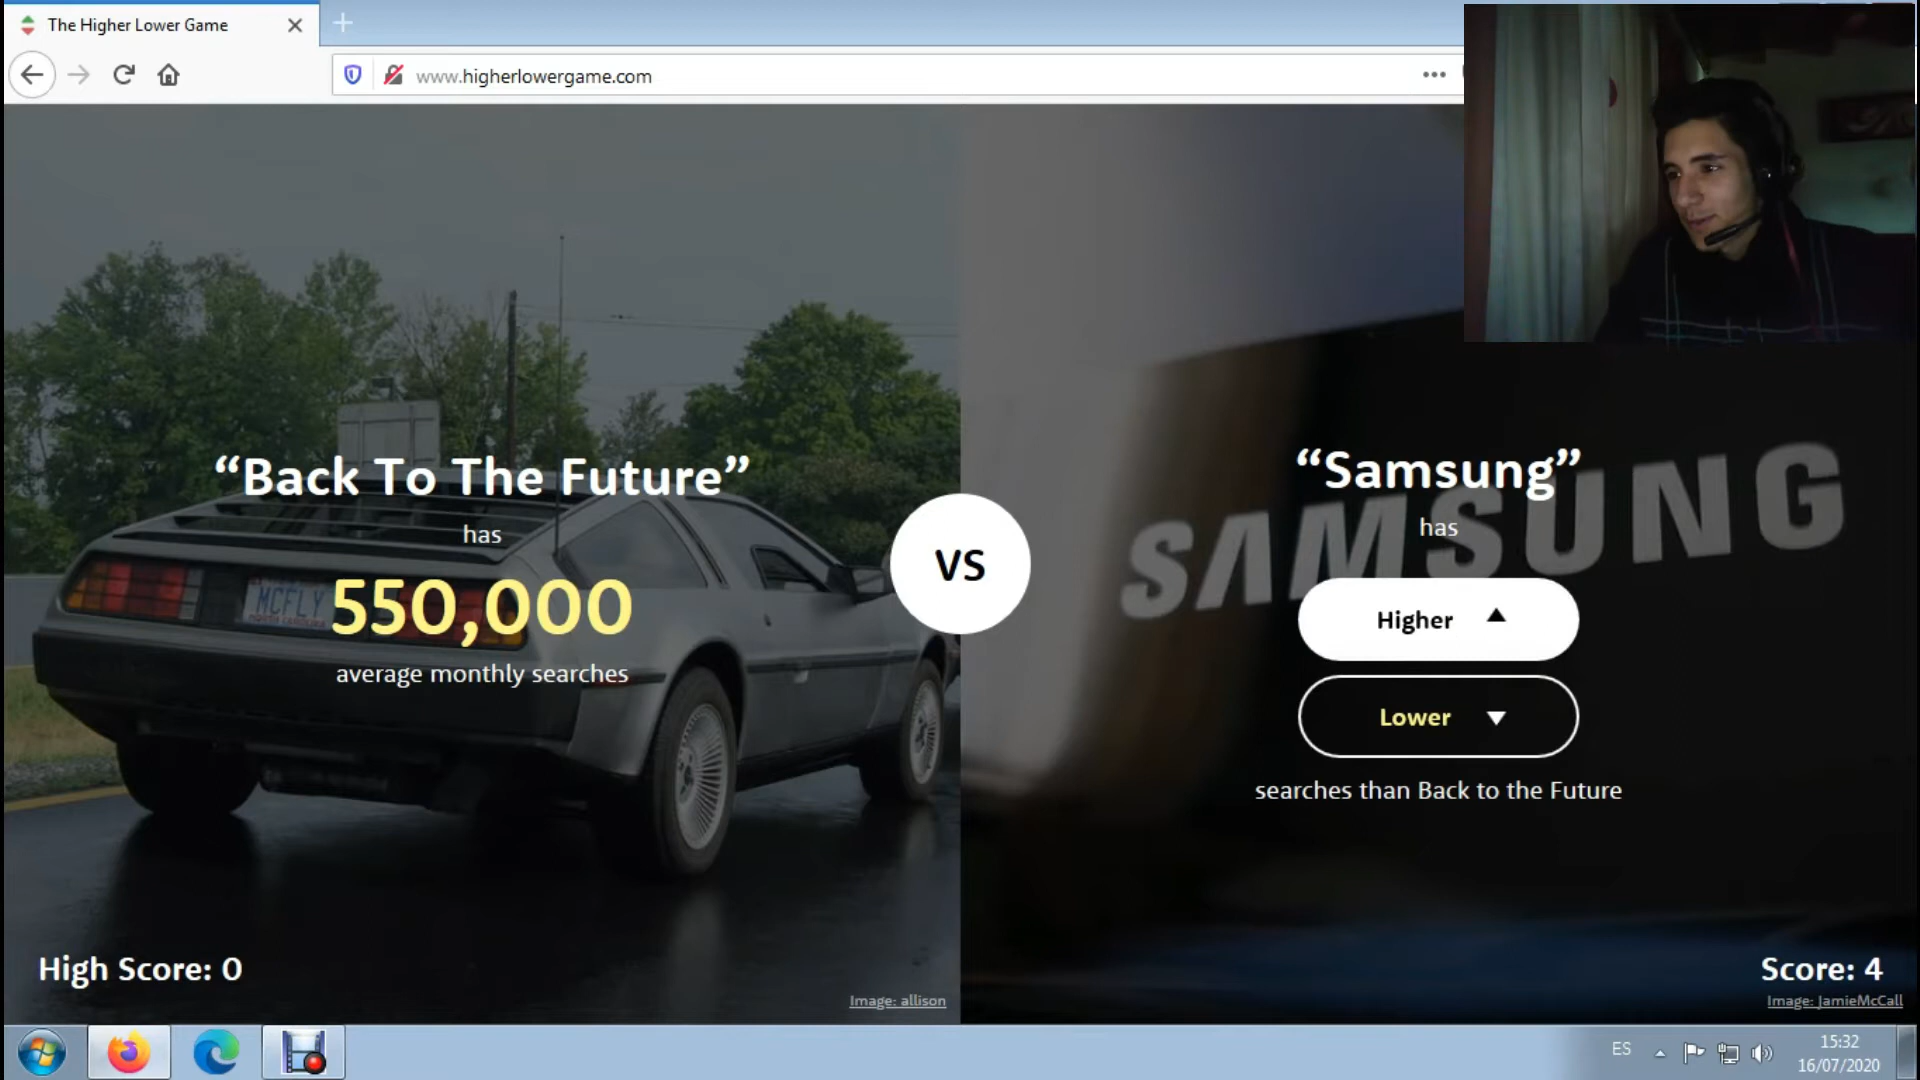 The Higher Lower Game
www.higherlowergame.com
“Back To The Future”
has
MCFLY
550,000
average monthly searches
VS
“Samsung”
SAMSUNG
has
Higher
Lower
searches than Back to the Future
High Score: 0
Image: allison
Score: 4
Image: JamieMcCall
ES
15:32
16/07/2020